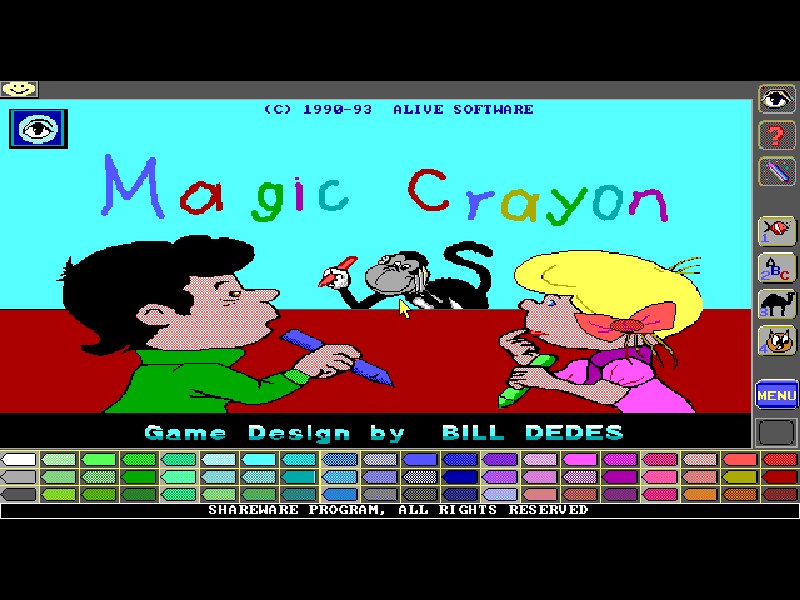 (C) 1990-93 ALIVE SOFTWARE
Magic Crayon
?
1
2 ABC
3
4
MENU
Game Design by BILL DEDES
SHAREWARE PROGRAM, ALL RIGHTS RESERVED